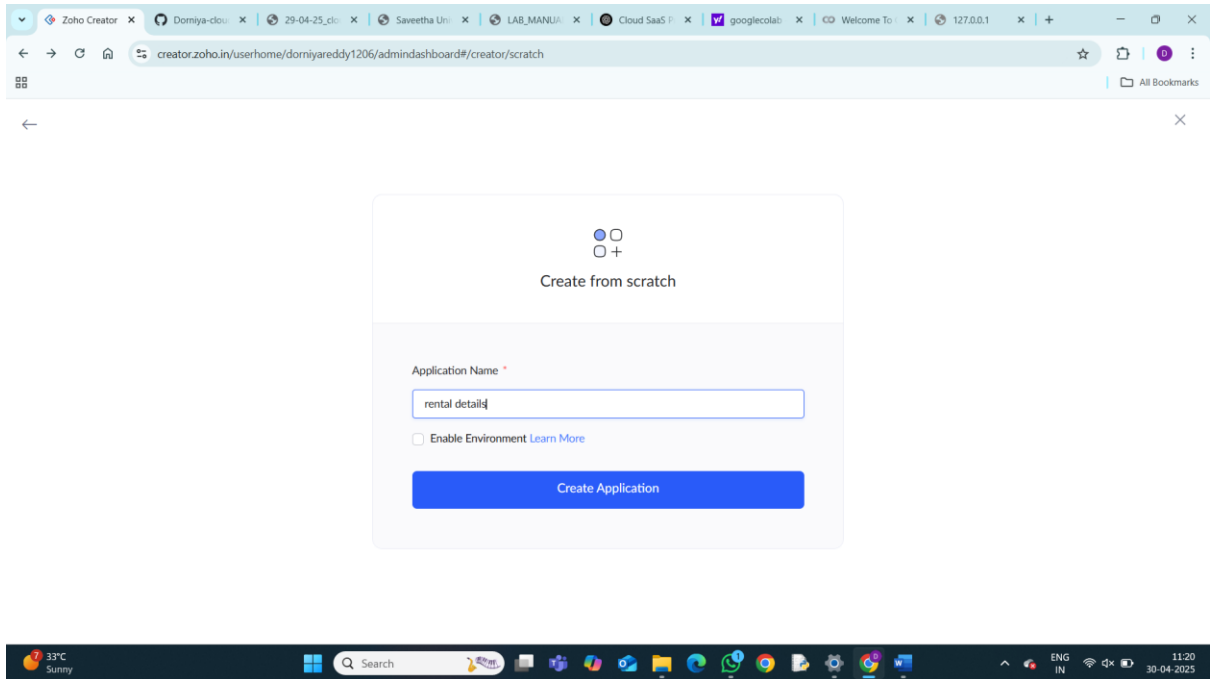 Zoho Creator
Dorniya-clou
29-04-25_clo
Saveetha Uni
LAB_MANUA
Cloud SaaS P
googlecolab
Welcome To
127.0.0.1
creator.zoho.in/userhome/dorniyareddy1206/admindashboard#/creator/scratch
D
All Bookmarks
Create from scratch
Application Name *
rental details
Enable Environment Learn More
Create Application
7
33°C
Sunny
Search
1
D
ENG
IN
11:20
30-04-2025